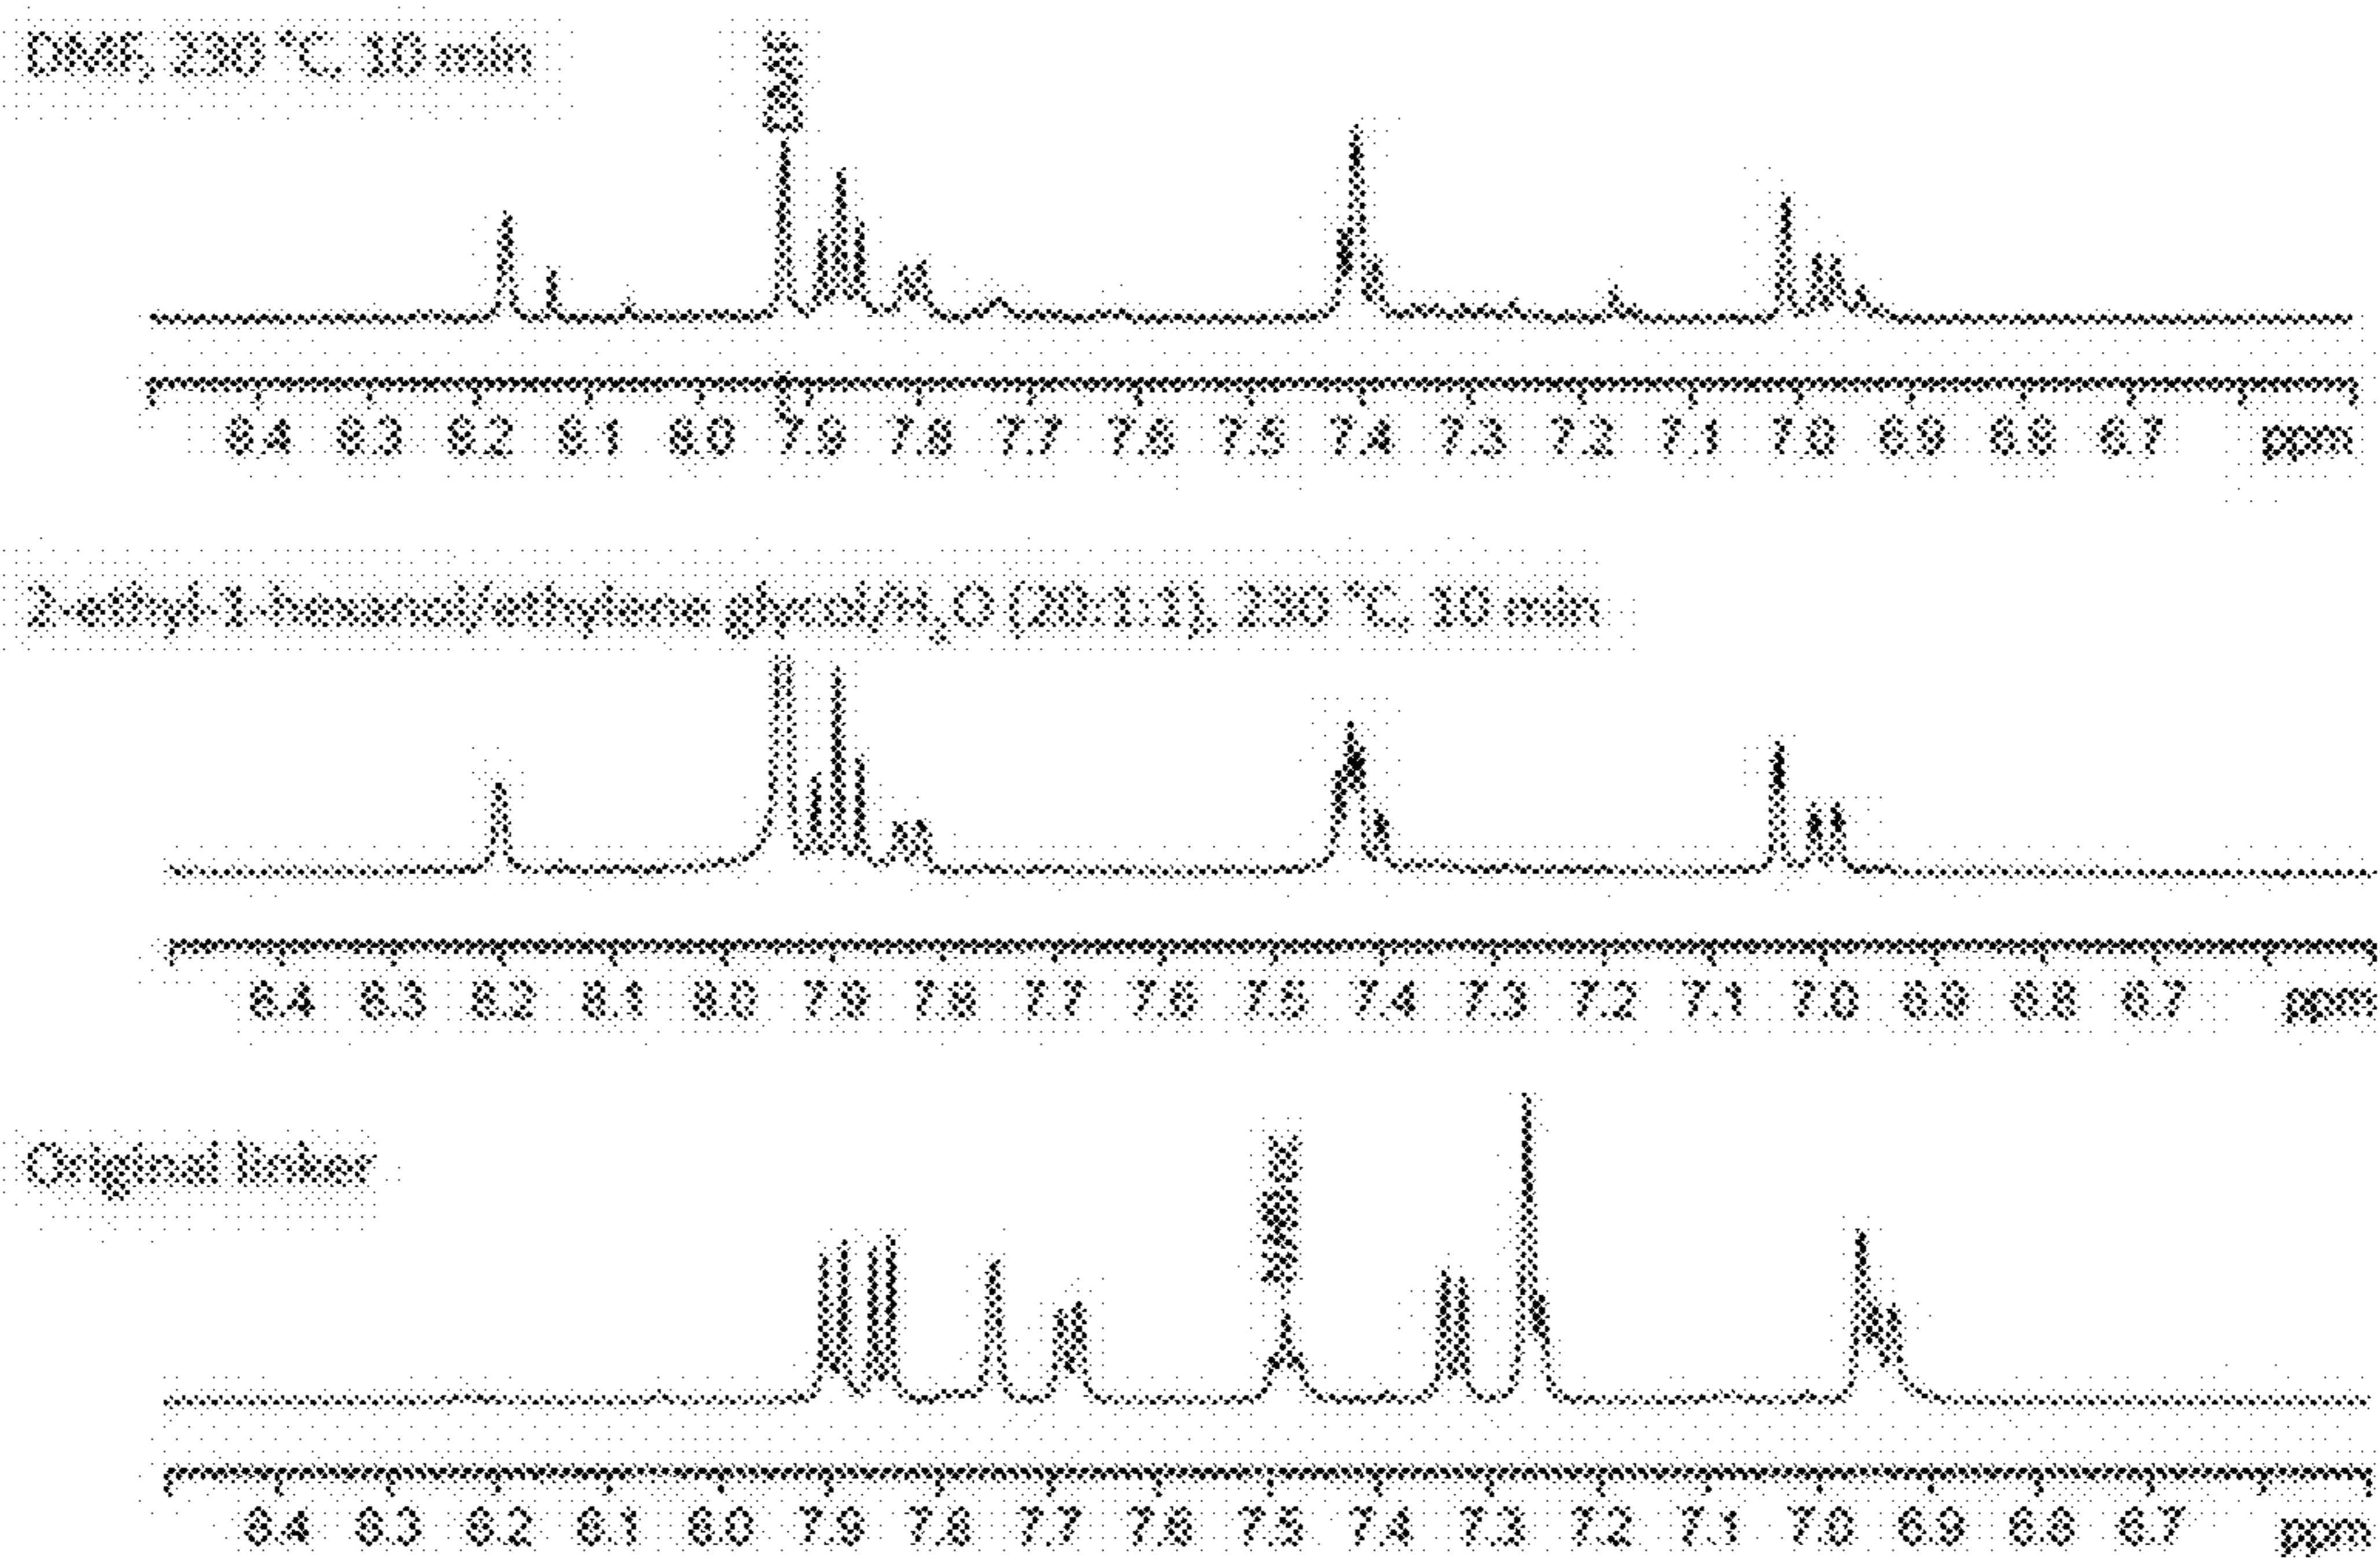 DMF, 230 °C, 10 min
8.4 8.3 8.2 8.1 8.0 7.9 7.8 7.7 7.6 7.5 7.4 7.3 7.2 7.1 7.0 6.9 6.8 6.7 ppm
2-ethyl-1-hexanol/ethylene glycol/H₂O (20:1:1), 230 °C, 10 min
8.4 8.3 8.2 8.1 8.0 7.9 7.8 7.7 7.6 7.5 7.4 7.3 7.2 7.1 7.0 6.9 6.8 6.7 ppm
Original linker
8.4 8.3 8.2 8.1 8.0 7.9 7.8 7.7 7.6 7.5 7.4 7.3 7.2 7.1 7.0 6.9 6.8 6.7 ppm